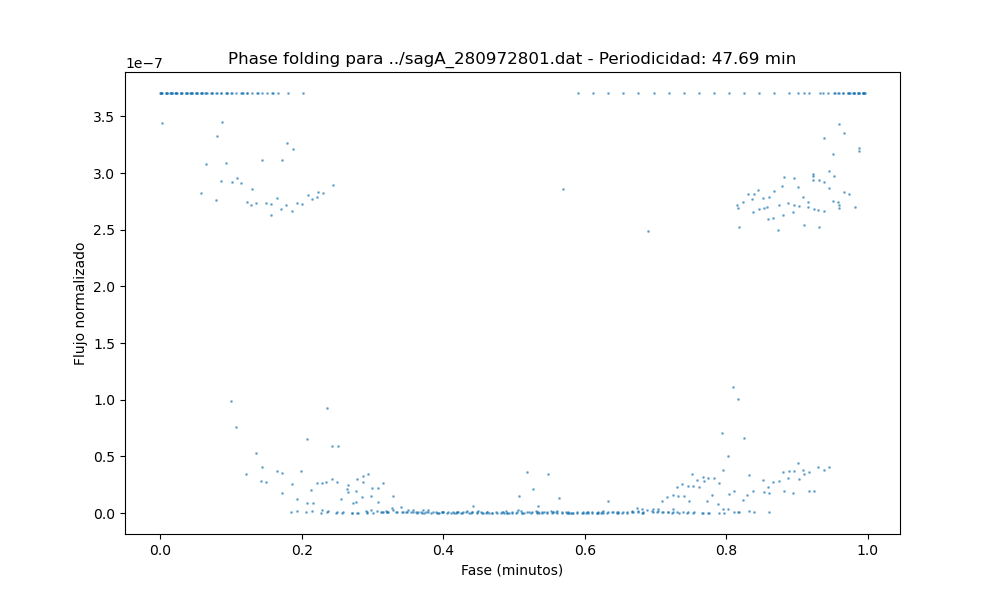 Phase folding para ../sagA_280972801.dat - Periodicidad: 47.69 min
1e−7
3.5
3.0
2.5
2.0
1.5
1.0
0.5
0.0
Flujo normalizado
0.0 0.2 0.4 0.6 0.8 1.0
Fase (minutos)